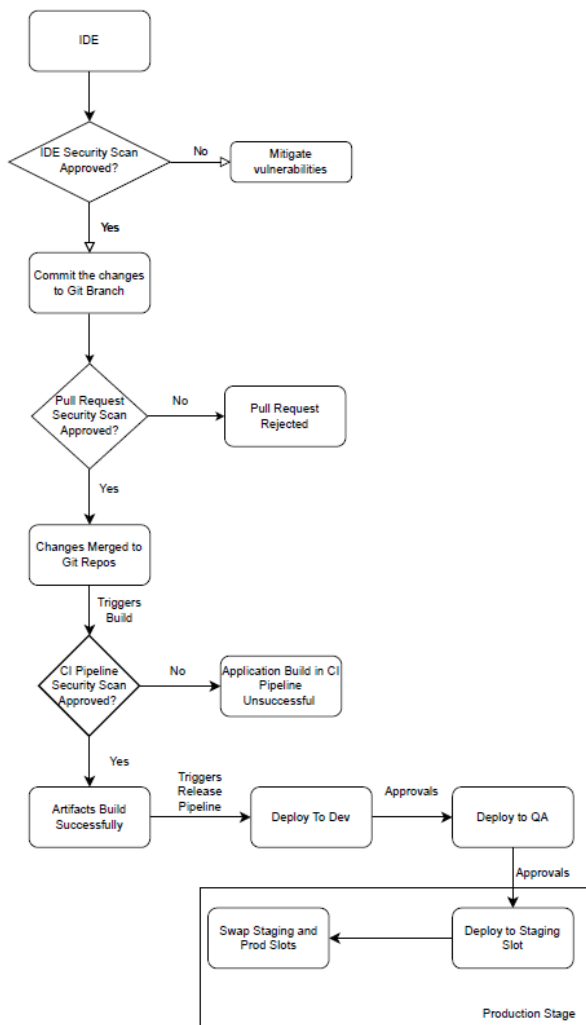 IDE
IDE Security Scan
Approved?
No
Mitigate
vulnerabilities
Yes
Commit the changes
to Git Branch
Pull Request
Security Scan
Approved?
No
Pull Request
Rejected
Yes
Changes Merged to
Git Repos
Triggers
Build
CI Pipeline
Security Scan
Approved?
No
Application Build in CI
Pipeline
Unsuccessful
Yes
Artifacts Build
Successfully
Triggers
Release
Pipeline
Deploy To Dev
Approvals
Deploy to QA
Approvals
Swap Staging and
Prod Slots
Deploy to Staging
Slot
Production Stage